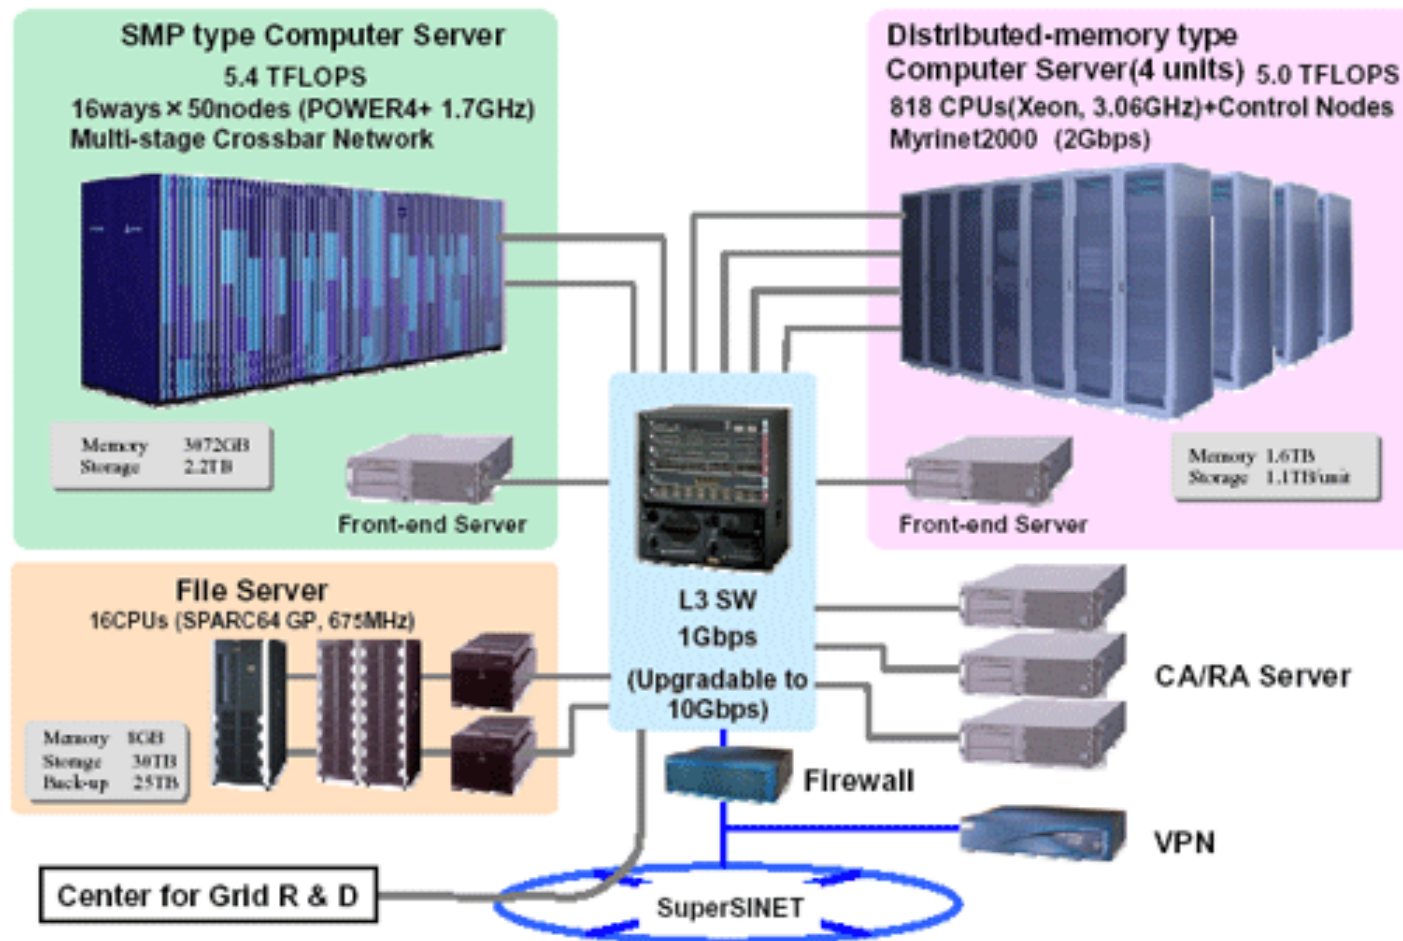 SMP type Computer Server
5.4 TFLOPS
16ways×50nodes (POWER4+ 1.7GHz)
Multi-stage Crossbar Network
Memory 3072GB
Storage 2.2TB
Front-end Server
Distributed-memory type
Computer Server(4 units) 5.0 TFLOPS
818 CPUs(Xeon, 3.06GHz)+Control Nodes
Myrinet2000 (2Gbps)
Memory 1.6TB
Storage 1.1TB/unit
Front-end Server
L3 SW
1Gbps
(Upgradable to
10Gbps)
File Server
16CPUs (SPARC64 GP, 675MHz)
Memory 8GB
Storage 30TB
Back-up 25TB
CA/RA Server
Firewall
VPN
Center for Grid R & D
SuperSINET